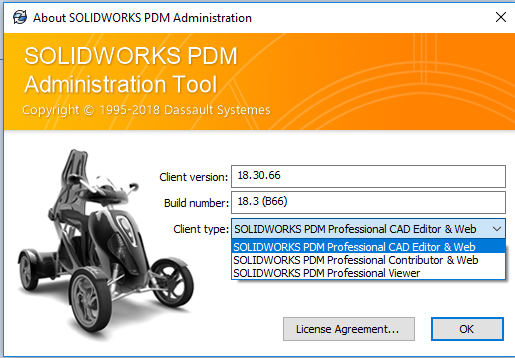 About SOLIDWORKS PDM Administration
SOLIDWORKS PDM
Administration Tool
Copyright © 1995-2018 Dassault Systemes
Client version: 18.30.66
Build number: 18.3 (B66)
Client type: SOLIDWORKS PDM Professional CAD Editor & Web
SOLIDWORKS PDM Professional CAD Editor & Web
SOLIDWORKS PDM Professional Contributor & Web
SOLIDWORKS PDM Professional Viewer
License Agreement... OK